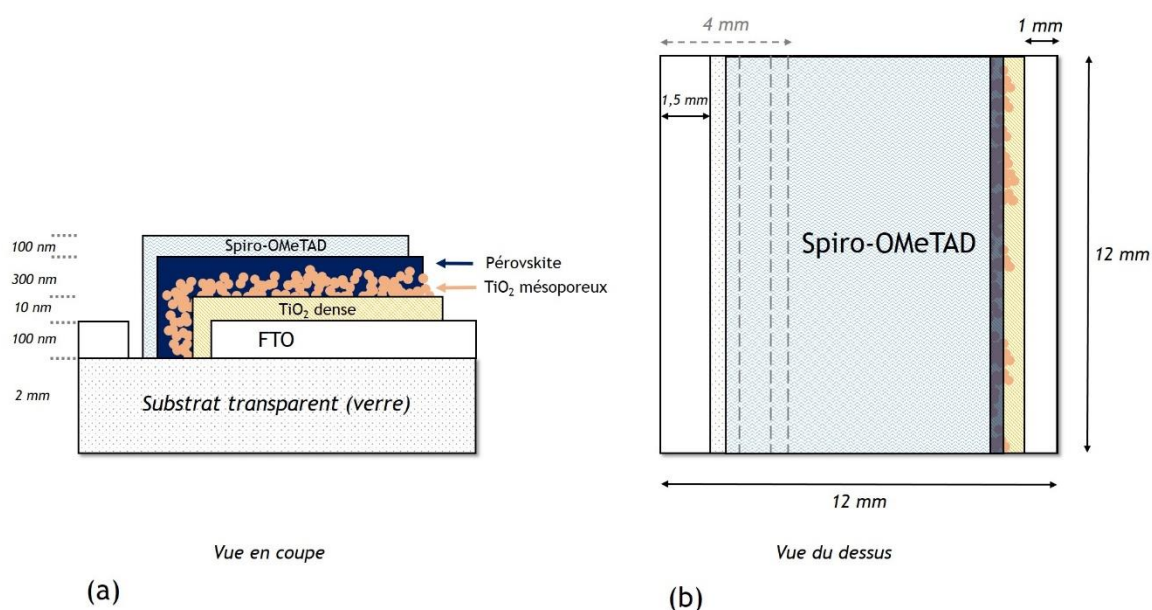 4 mm
1 mm
1,5 mm
Spiro-OMeTAD
12 mm
12 mm
100 nm
300 nm
10 nm
100 nm
2 mm
Spiro-OMeTAD
Pérovskite
TiO₂ mésoporeux
TiO₂ dense
FTO
Substrat transparent (verre)
Vue en coupe
Vue du dessus
(a)
(b)